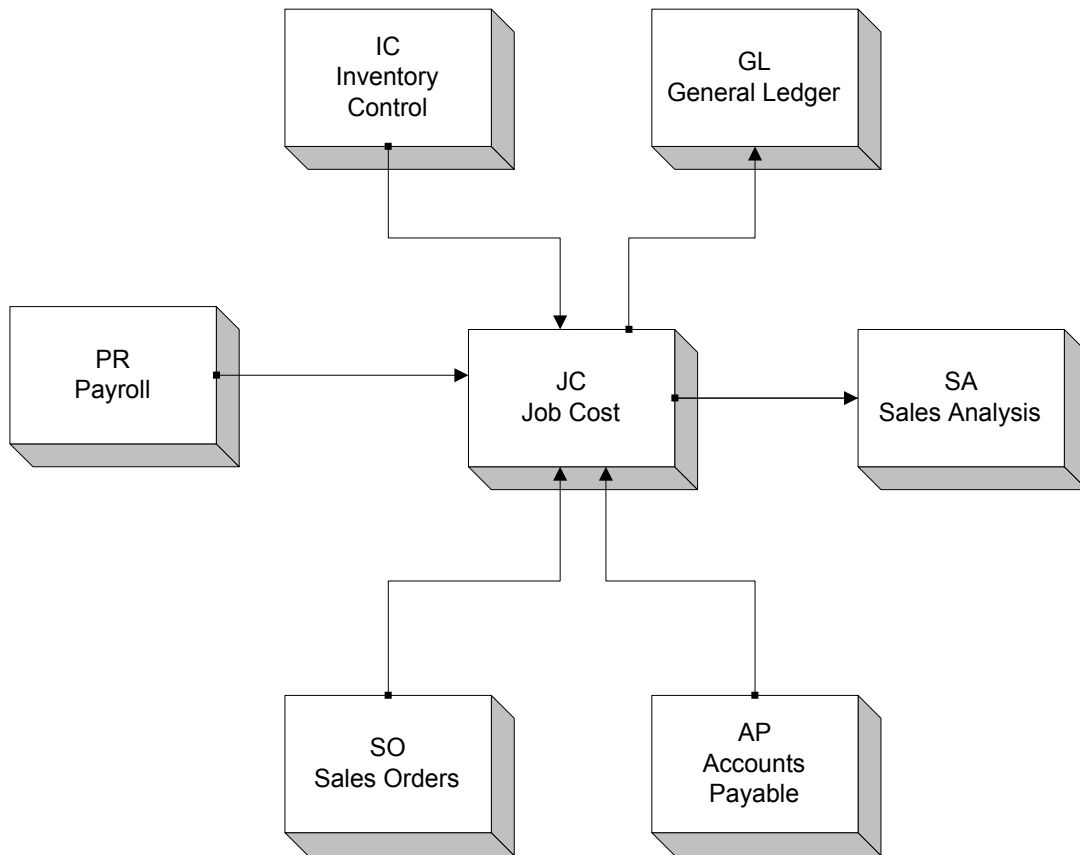 IC
Inventory
Control
GL
General Ledger
PR
Payroll
JC
Job Cost
SA
Sales Analysis
SO
Sales Orders
AP
Accounts
Payable